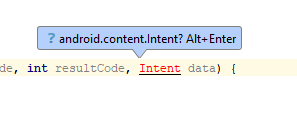 ? android.content.Intent? Alt+Enter
de, int resultCode, Intent data) {